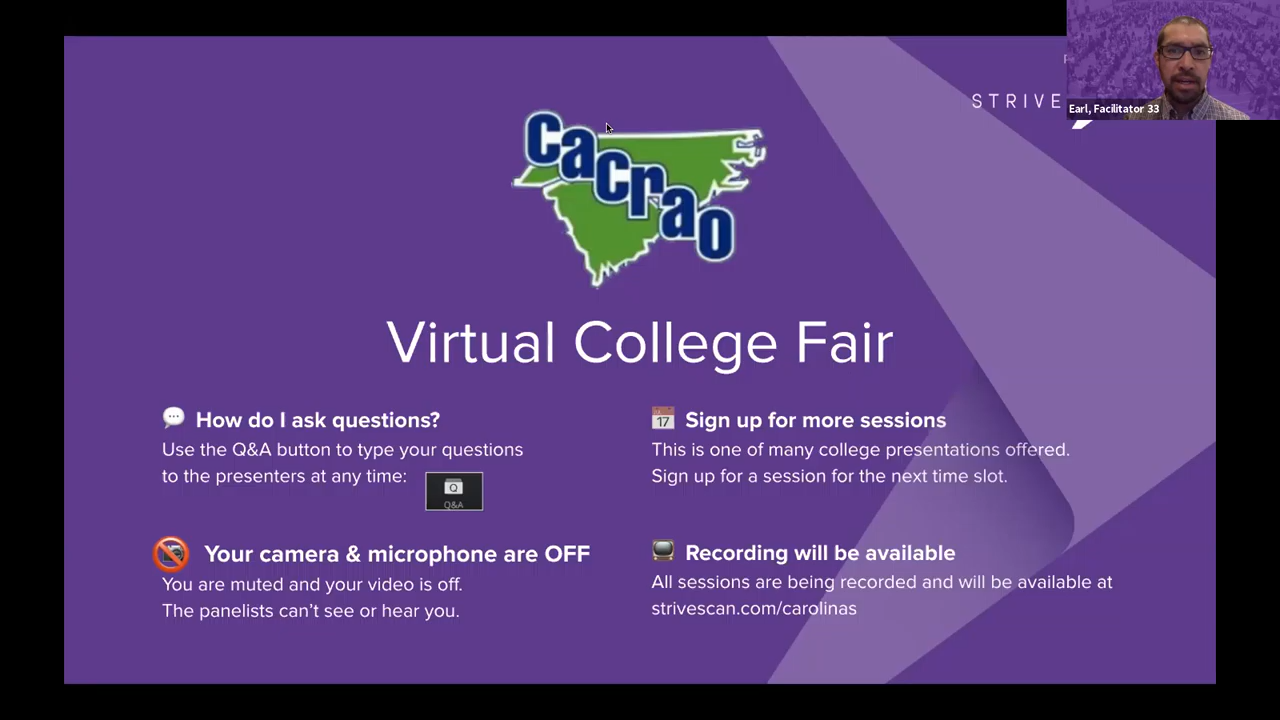 STRIVE
Earl, Facilitator 33
cacrao
Virtual College Fair
How do I ask questions?
Use the Q&A button to type your questions
to the presenters at any time:
Q
Q&A
17
Sign up for more sessions
This is one of many college presentations offered.
Sign up for a session for the next time slot.
Your camera & microphone are OFF
You are muted and your video is off.
The panelists can't see or hear you.
Recording will be available
All sessions are being recorded and will be available at
strivescan.com/carolinas